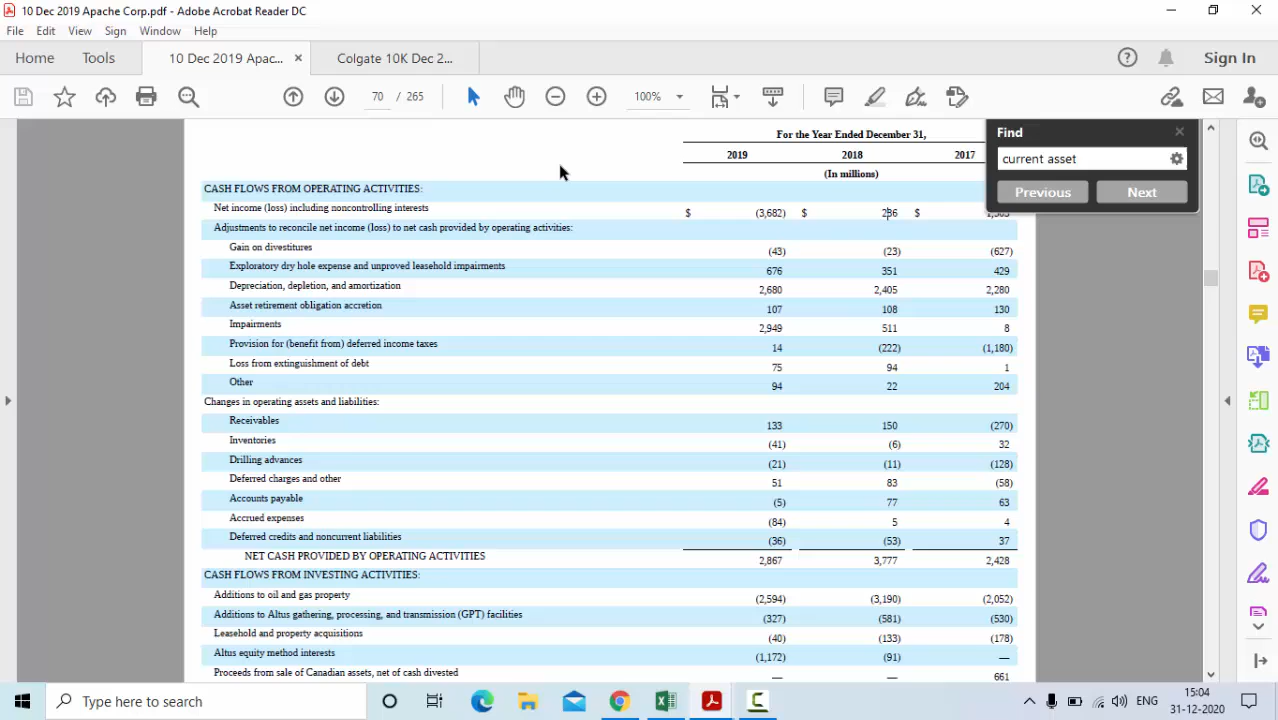 10 Dec 2019 Apache Corp.pdf - Adobe Acrobat Reader DC
File Edit View Sign Window Help
Home Tools 10 Dec 2019 Apac... × Colgate 10K Dec 2...
Sign In
70 / 265 100%
Find
current asset
Previous Next
For the Year Ended December 31,
2019 2018 2017
(In millions)
CASH FLOWS FROM OPERATING ACTIVITIES:
Net income (loss) including noncontrolling interests $ (3,682) $ 286 $
Adjustments to reconcile net income (loss) to net cash provided by operating activities:
Gain on divestitures (43) (23) (627)
Exploratory dry hole expense and unproved leasehold impairments 676 351 429
Depreciation, depletion, and amortization 2,680 2,405 2,280
Asset retirement obligation accretion 107 108 130
Impairments 2,949 511 8
Provision for (benefit from) deferred income taxes 14 (222) (1,180)
Loss from extinguishment of debt 75 94 1
Other 94 22 204
Changes in operating assets and liabilities:
Receivables 133 150 (270)
Inventories (41) (6) 32
Drilling advances (21) (11) (128)
Deferred charges and other 51 83 (58)
Accounts payable (5) 77 63
Accrued expenses (84) 5 4
Deferred credits and noncurrent liabilities (36) (53) 37
NET CASH PROVIDED BY OPERATING ACTIVITIES 2,867 3,777 2,428
CASH FLOWS FROM INVESTING ACTIVITIES:
Additions to oil and gas property (2,594) (3,190) (2,052)
Additions to Altus gathering, processing, and transmission (GPT) facilities (327) (581) (530)
Leasehold and property acquisitions (40) (133) (178)
Altus equity method interests (1,172) (91) —
Proceeds from sale of Canadian assets, net of cash divested — — 661
Type here to search
ENG
15:04
31-12-2020